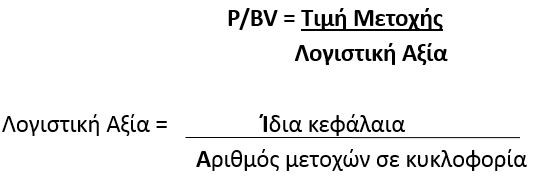 P/BV = Τιμή Μετοχής
Λογιστική Αξία
Λογιστική Αξία = Ίδια κεφάλαια
Αριθμός μετοχών σε κυκλοφορία